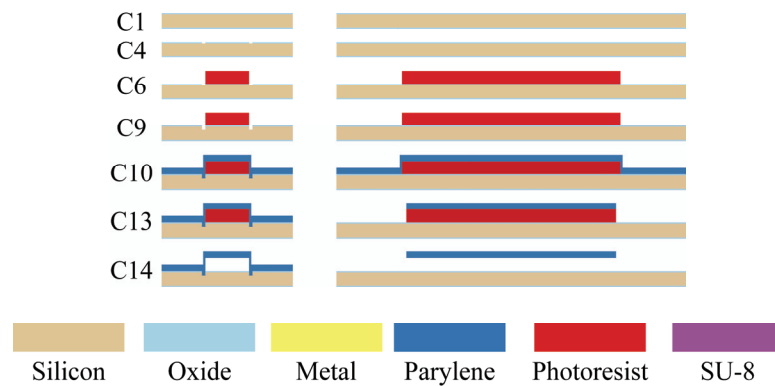 C1
C4
C6
C9
C10
C13
C14
Silicon Oxide Metal Parylene Photoresist SU-8